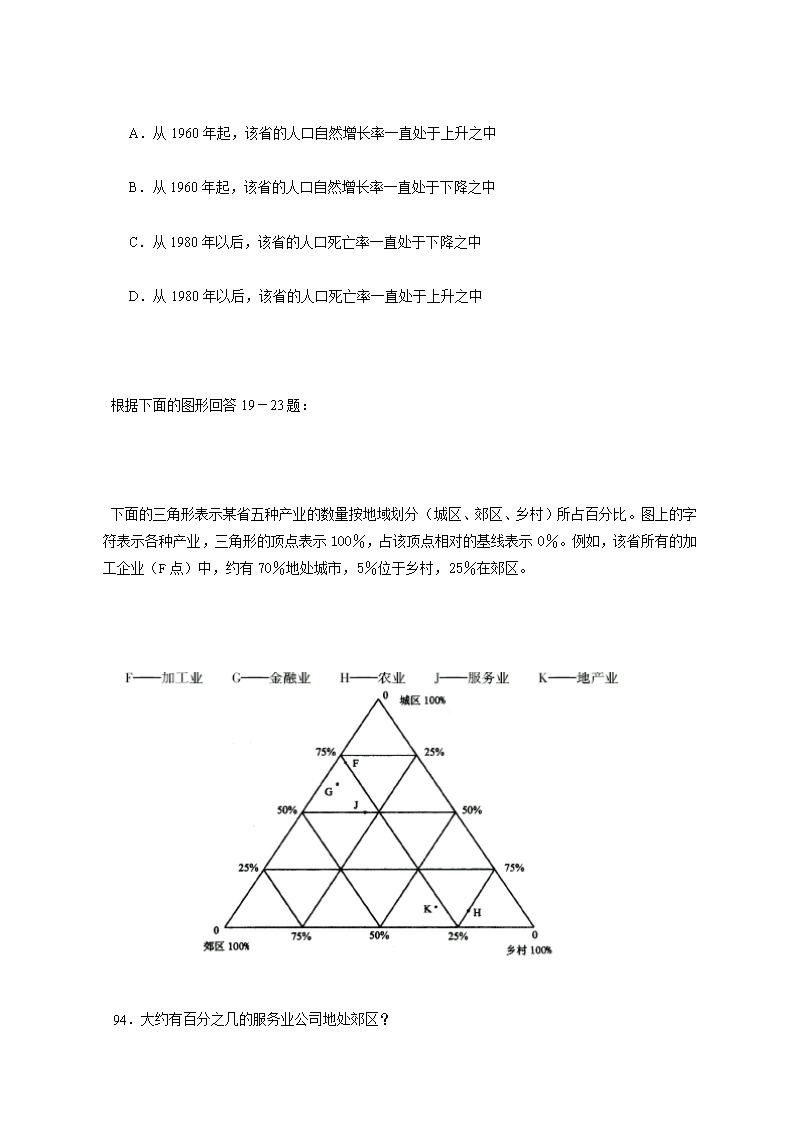 A．从 1960 年起，该省的人口自然增长率一直处于上升之中
B．从 1960 年起，该省的人口自然增长率一直处于下降之中
C．从 1980 年以后，该省的人口死亡率一直处于下降之中
D．从 1980 年以后，该省的人口死亡率一直处于上升之中
根据下面的图形回答 19－23 题：
下面的三角形表示某省五种产业的数量按地域划分（城区、郊区、乡村）所占百分比。图上的字
符表示各种产业，三角形的顶点表示 100％，占该顶点相对的基线表示 0％。例如，该省所有的加
工企业（F 点）中，约有 70％地处城市，5％位于乡村，25％在郊区。
F——加工业 G——金融业 H——农业 J——服务业 K——地产业
0 城区 100%
75% 25%
F
G
J
50% 50%
25% 75%
K H
0 75% 50% 25% 0
郊区 100% 乡村 100%
94．大约有百分之几的服务业公司地处郊区？